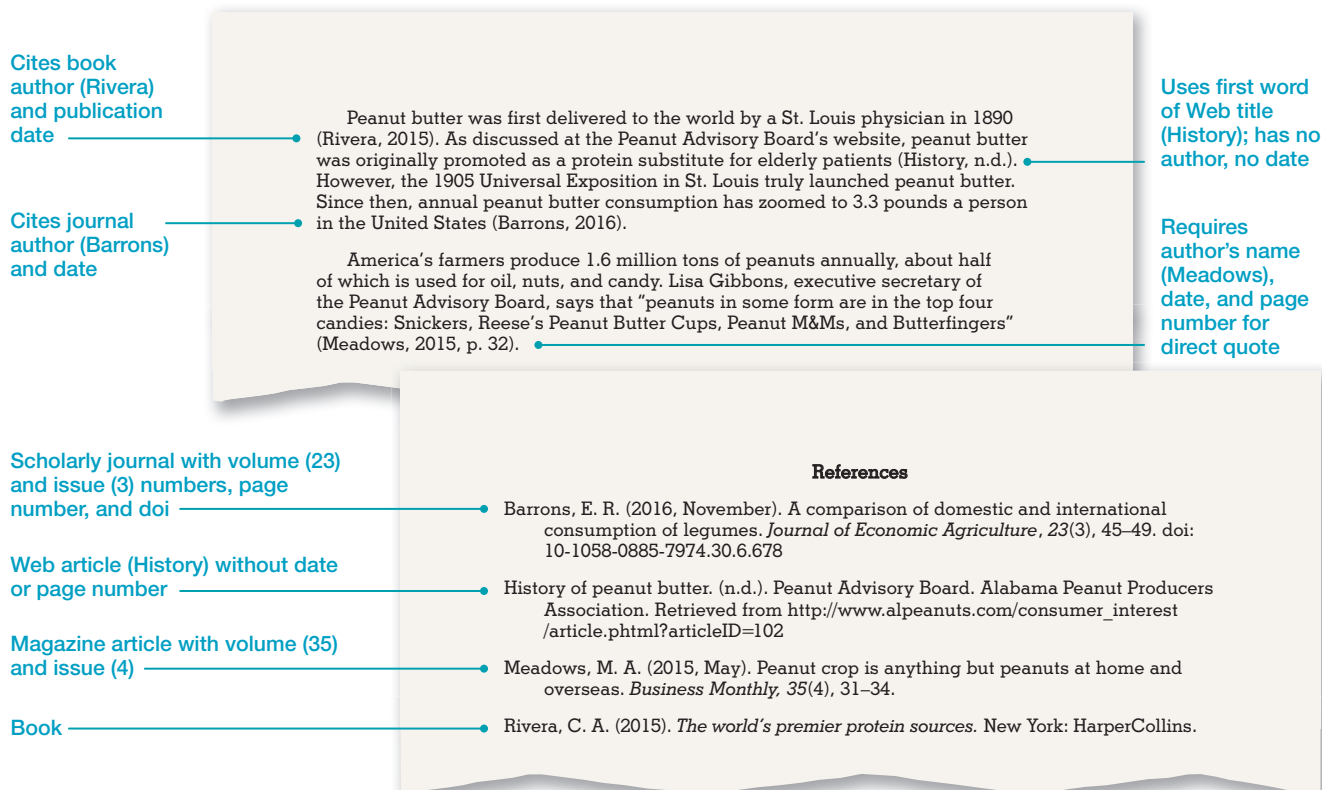 Cites book
author (Rivera)
and publication
date
Cites journal
author (Barrons)
and date
Peanut butter was first delivered to the world by a St. Louis physician in 1890
(Rivera, 2015). As discussed at the Peanut Advisory Board's website, peanut butter
was originally promoted as a protein substitute for elderly patients (History, n.d.).
However, the 1905 Universal Exposition in St. Louis truly launched peanut butter.
Since then, annual peanut butter consumption has zoomed to 3.3 pounds a person
in the United States (Barrons, 2016).
America's farmers produce 1.6 million tons of peanuts annually, about half
of which is used for oil, nuts, and candy. Lisa Gibbons, executive secretary of
the Peanut Advisory Board, says that "peanuts in some form are in the top four
candies: Snickers, Reese's Peanut Butter Cups, Peanut M&Ms, and Butterfingers"
(Meadows, 2015, p. 32).
Uses first word
of Web title
(History); has no
author, no date
Requires
author's name
(Meadows),
date, and page
number for
direct quote
Scholarly journal with volume (23)
and issue (3) numbers, page
number, and doi
Web article (History) without date
or page number
Magazine article with volume (35)
and issue (4)
Book
References
Barrons, E. R. (2016, November). A comparison of domestic and international
consumption of legumes. Journal of Economic Agriculture, 23(3), 45–49. doi:
10-1058-0885-7974.30.6.678
History of peanut butter. (n.d.). Peanut Advisory Board. Alabama Peanut Producers
Association. Retrieved from http://www.alpeanuts.com/consumer_interest
/article.phtml?articleID=102
Meadows, M. A. (2015, May). Peanut crop is anything but peanuts at home and
overseas. Business Monthly, 35(4), 31–34.
Rivera, C. A. (2015). The world's premier protein sources. New York: HarperCollins.